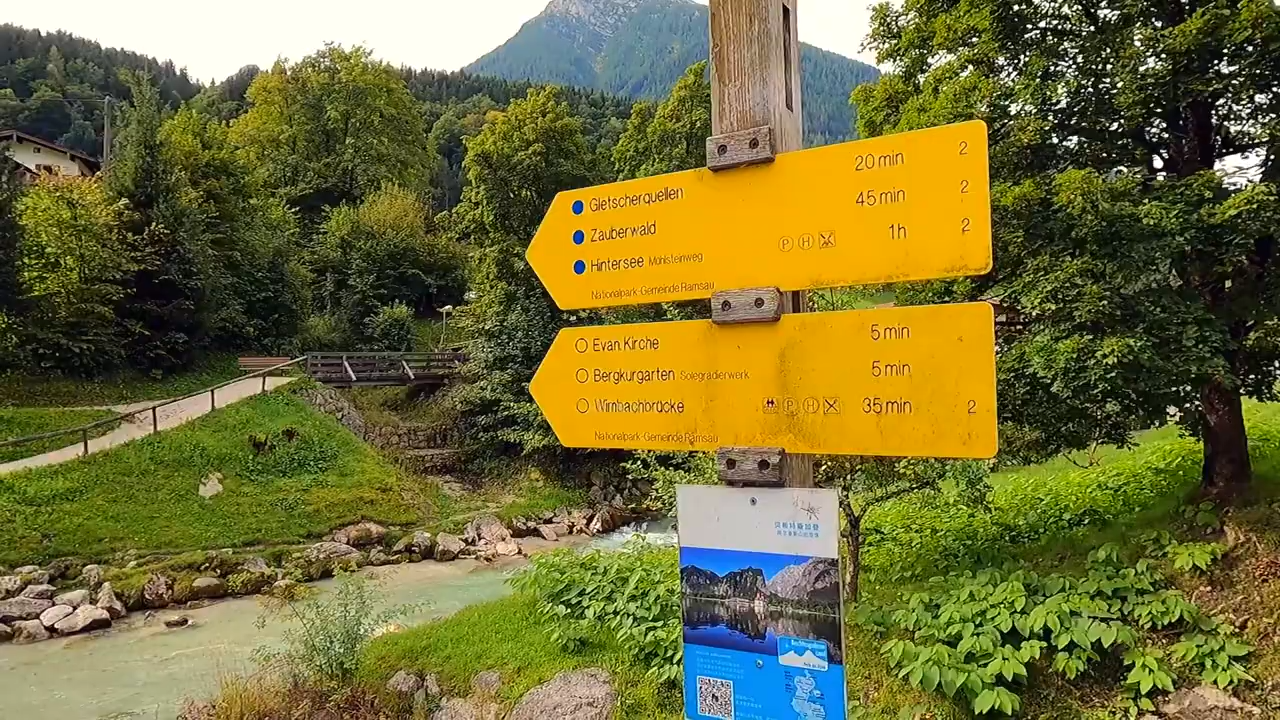 Gletscherquellen 20 min 2
Zauberwald 45 min 2
Hintersee Mühlsteinweg P H 1h 2
Nationalpark-Gemeinde Ramsau
Evan. Kirche 5 min
Bergkurgarten Solegradierwerk 5 min
Wimbachbrücke P H 35 min 2
Nationalpark-Gemeinde Ramsau